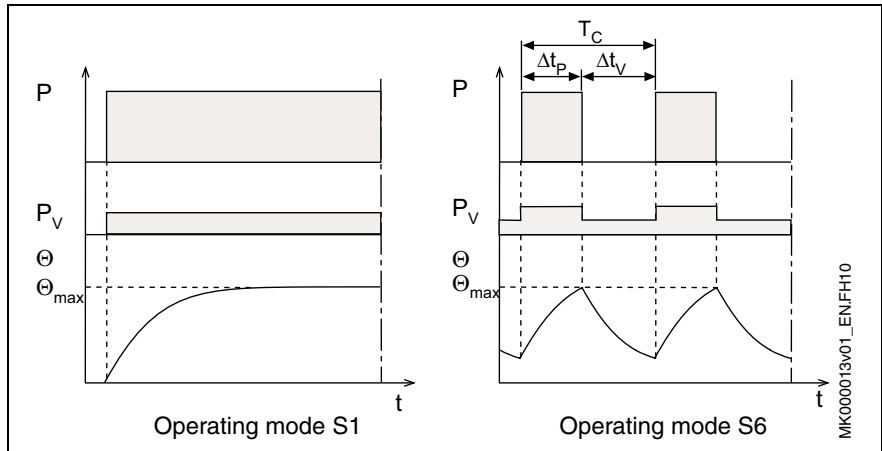 T_C
Δt_P Δt_V
P P
P_V P_V
Θ Θ
Θ_max Θ_max
t t
Operating mode S1 Operating mode S6
MK000013v01_EN.FH10